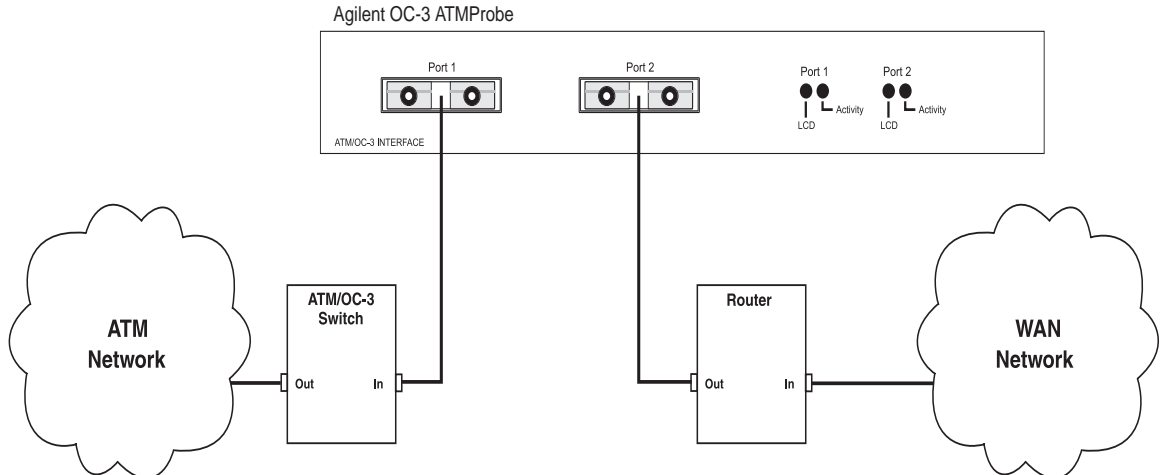 Agilent OC-3 ATMProbe
Port 1
Port 2
Port 1
Port 2
Activity
Activity
LCD
LCD
ATM/OC-3 INTERFACE
ATM/OC-3
Switch
Router
ATM
Network
WAN
Network
Out
In
Out
In